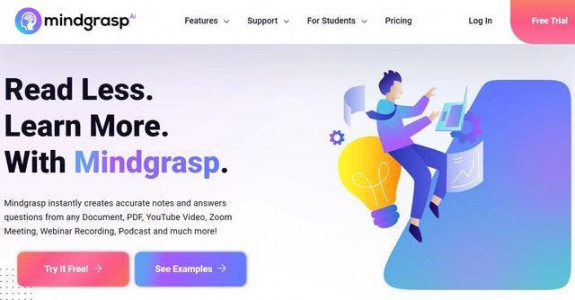 mindgrasp AI
Features
Support
For Students
Pricing
Log In
Free Trial
Read Less.
Learn More.
With Mindgrasp.
Mindgrasp instantly creates accurate notes and answers
questions from any Document, PDF, YouTube Video, Zoom
Meeting, Webinar Recording, Podcast and much more!
Try It Free! →
See Examples →